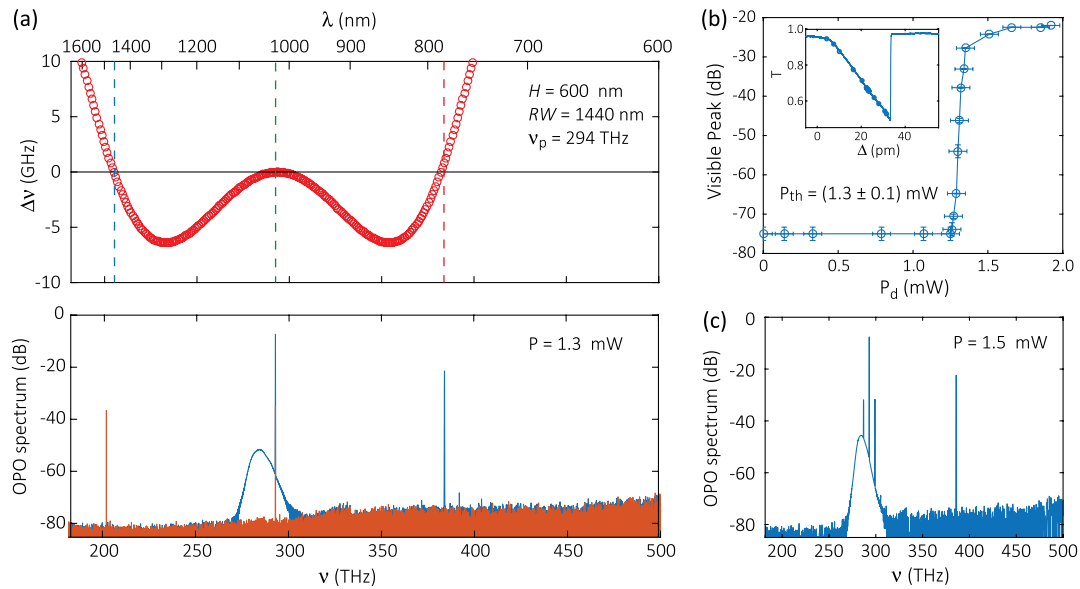 (a)
λ (nm)
1600 1400 1200 1000 900 800 700 600
10
5
0
-5
-10
Δν (GHz)
H = 600 nm
RW = 1440 nm
νp = 294 THz
0
-20
-40
-60
-80
OPO spectrum (dB)
P = 1.3 mW
200 250 300 350 400 450 500
ν (THz)
(b)
-20
-30
-40
-50
-60
-70
-80
Visible Peak (dB)
1.0
0.8
0.6
T
0 20 40 60
Δ (pm)
Pth = (1.3 ± 0.1) mW
0 0.5 1.0 1.5 2.0
Pd (mW)
(c)
0
-20
-40
-60
-80
OPO spectrum (dB)
P = 1.5 mW
200 250 300 350 400 450 500
ν (THz)